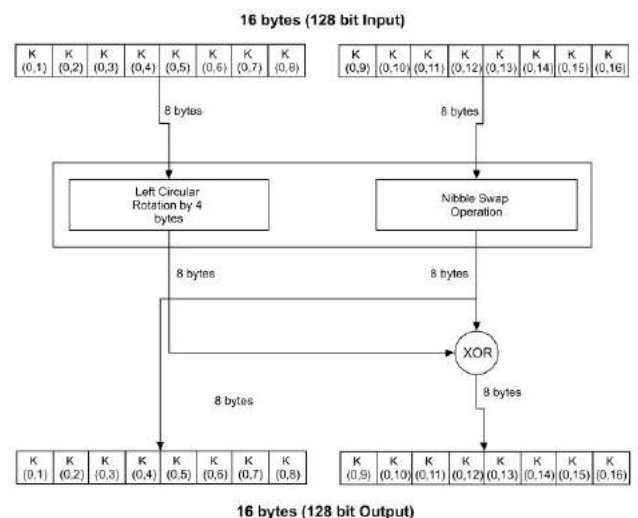 16 bytes (128 bit Input)
K K K K K K K K
(0,1) (0,2) (0,3) (0,4) (0,5) (0,6) (0,7) (0,8)
K K K K K K K K
(0,9) (0,10) (0,11) (0,12) (0,13) (0,14) (0,15) (0,16)
8 bytes
8 bytes
Left Circular
Rotation by 4
bytes
Nibble Swap
Operation
8 bytes
8 bytes
XOR
8 bytes
8 bytes
K K K K K K K K
(0,1) (0,2) (0,3) (0,4) (0,5) (0,6) (0,7) (0,8)
K K K K K K K K
(0,9) (0,10) (0,11) (0,12) (0,13) (0,14) (0,15) (0,16)
16 bytes (128 bit Output)